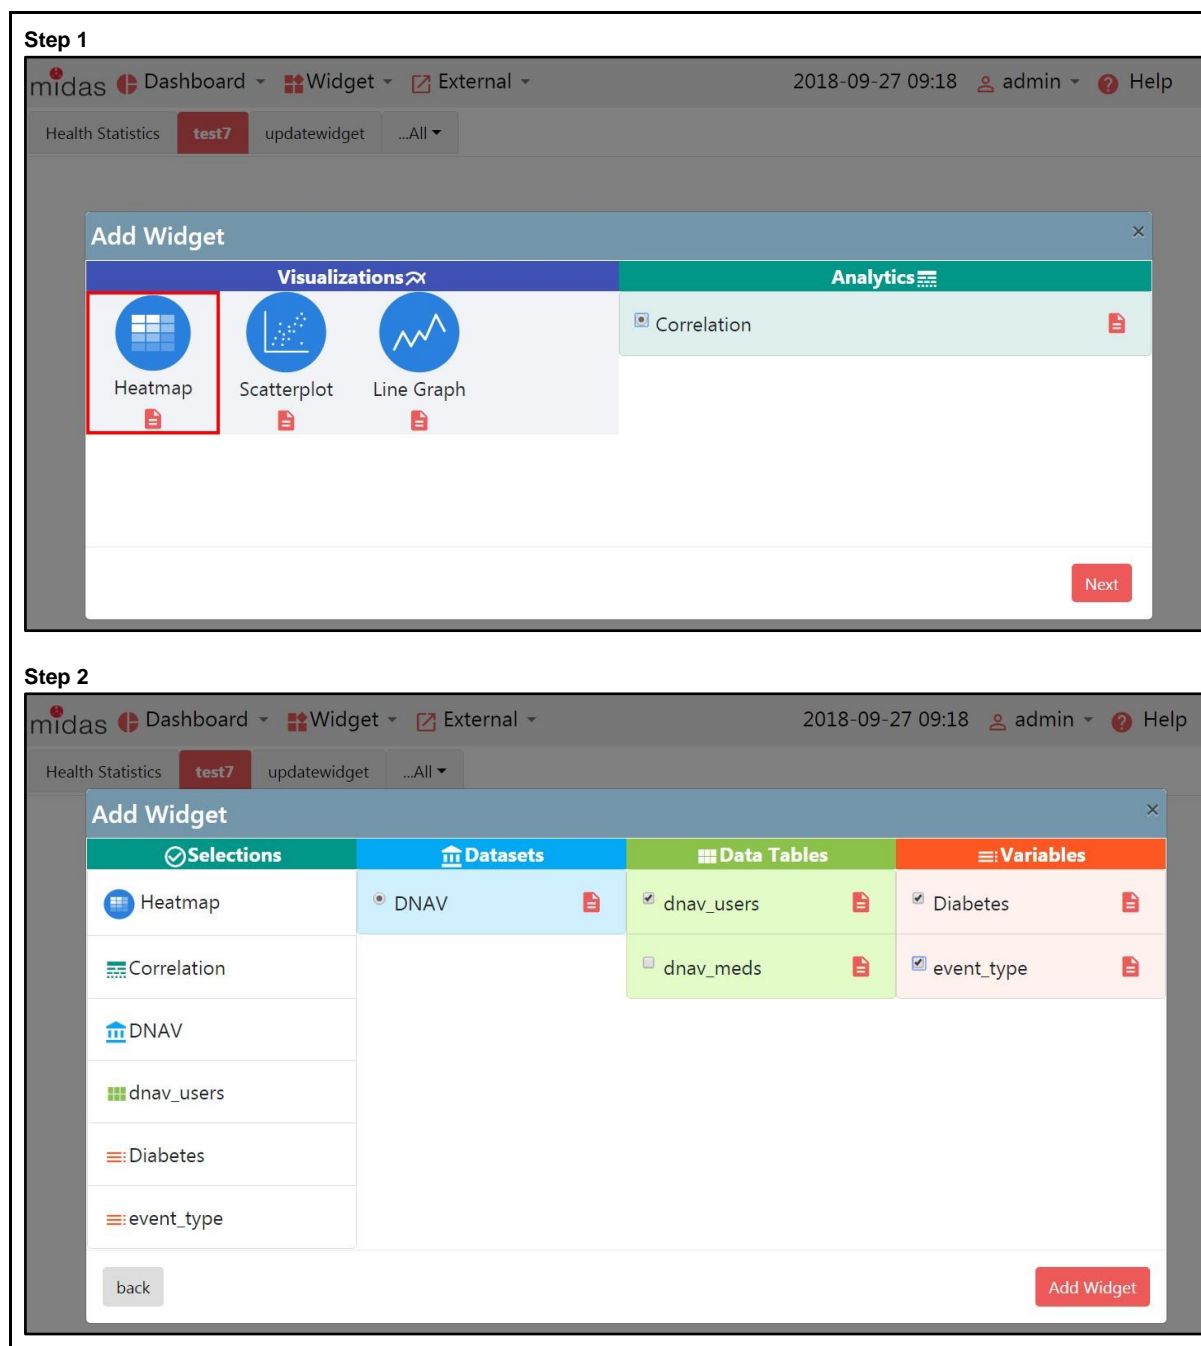 Step 1
midas Dashboard Widget External 2018-09-27 09:18 admin Help
Health Statistics test7 updatewidget ...All
Add Widget ×
Visualizations Analytics
Correlation
Heatmap Scatterplot Line Graph
Next
Step 2
midas Dashboard Widget External 2018-09-27 09:18 admin Help
Health Statistics test7 updatewidget ...All
Add Widget ×
Selections Datasets Data Tables Variables
Heatmap DNAV dnav_users Diabetes
Correlation dnav_meds event_type
DNAV
dnav_users
Diabetes
event_type
back Add Widget